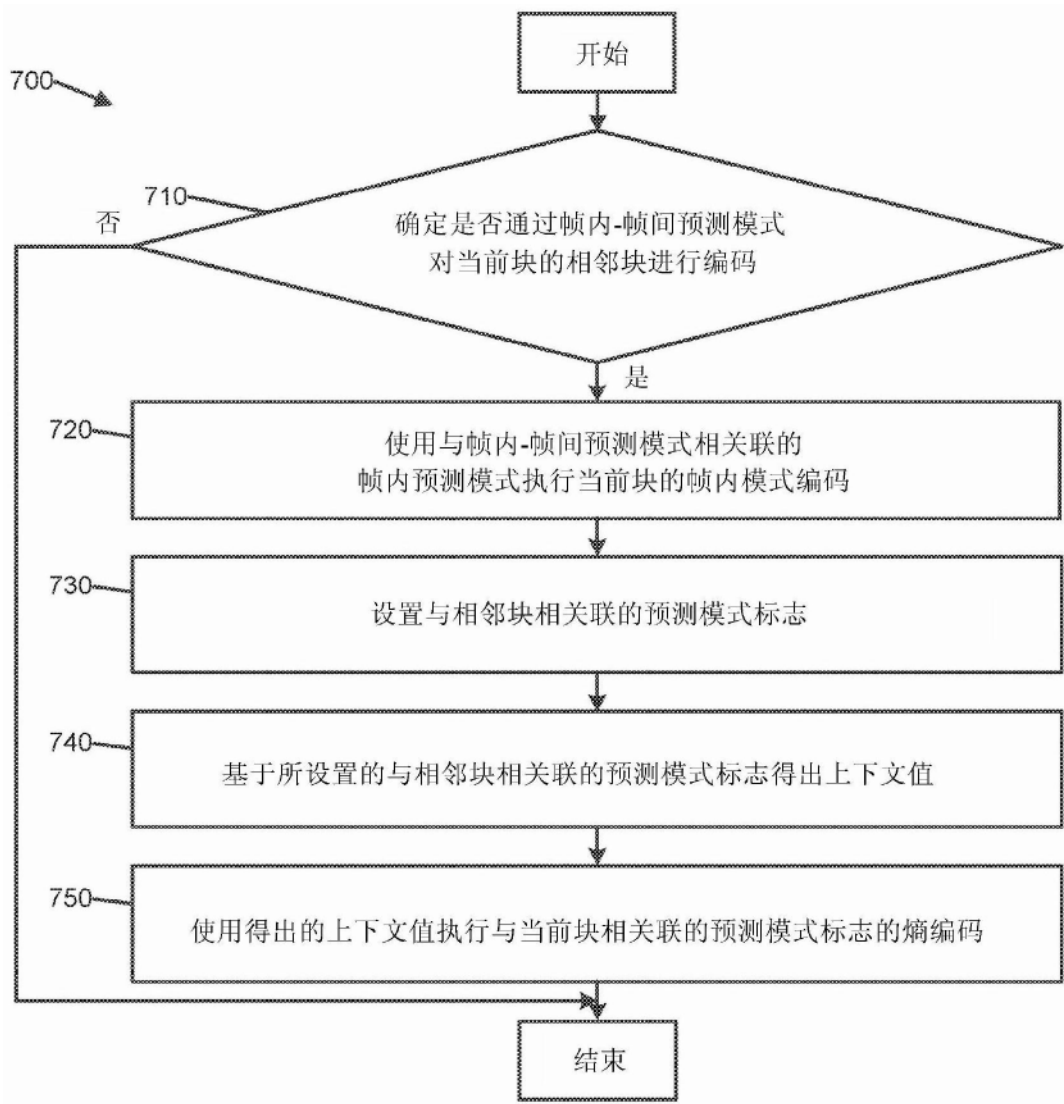 开始
700
710
否
确定是否通过帧内-帧间预测模式
对当前块的相邻块进行编码
是
720
使用与帧内-帧间预测模式相关联的
帧内预测模式执行当前块的帧内模式编码
730
设置与相邻块相关联的预测模式标志
740
基于所设置的与相邻块相关联的预测模式标志得出上下文值
750
使用得出的上下文值执行与当前块相关联的预测模式标志的熵编码
结束